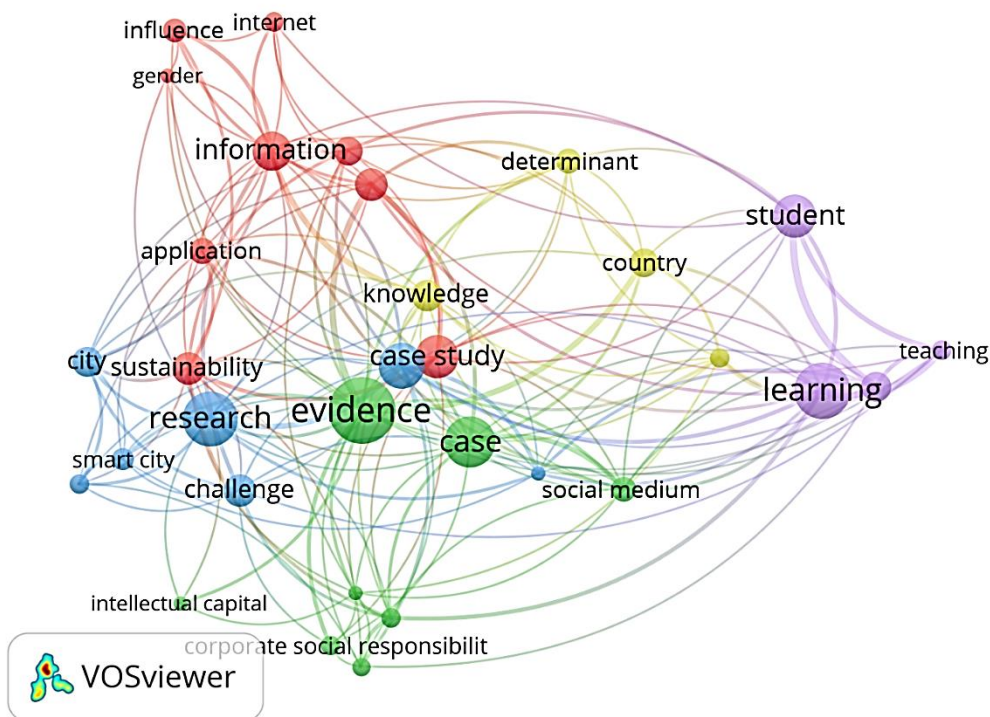 influence
internet
gender
information
determinant
student
application
country
knowledge
teaching
city
sustainability
case study
learning
research
evidence
case
smart city
challenge
social medium
intellectual capital
corporate social responsibilit
VOSviewer